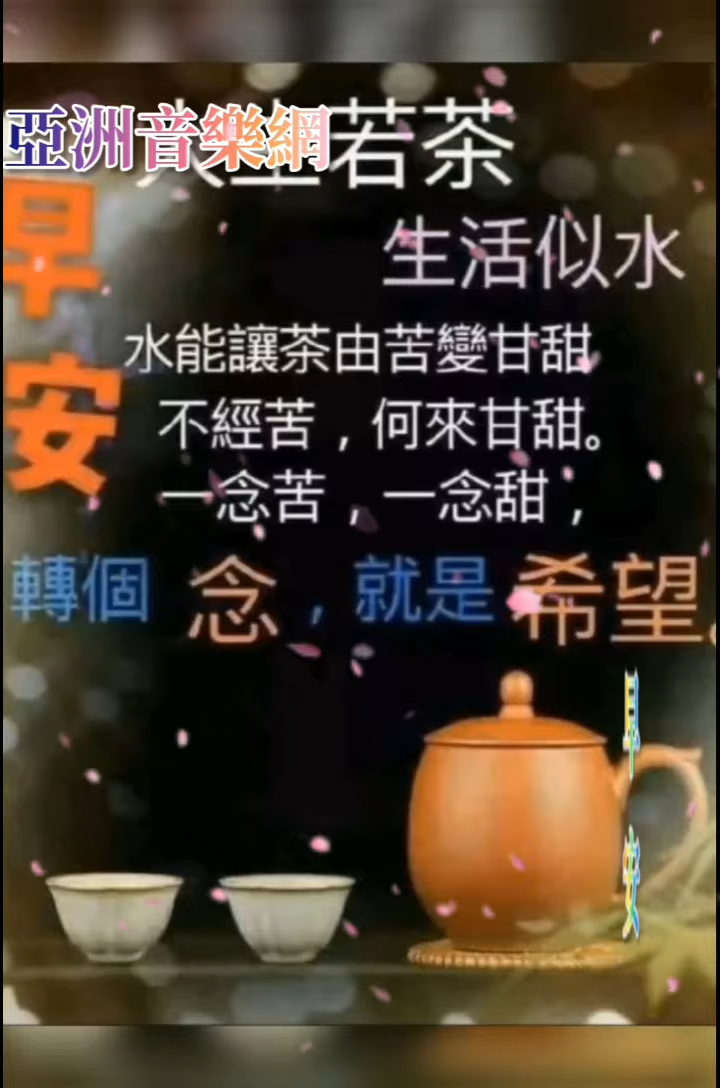 亞洲音樂網
若茶
生活似水
早安
水能讓茶由苦變甘甜
不經苦，何來甘甜。
一念苦，一念甜，
轉個 念，就是 希望。
早安